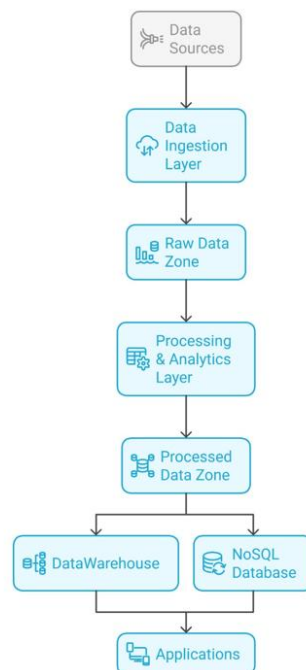 Data
Sources
Data
Ingestion
Layer
Raw Data
Zone
Processing
& Analytics
Layer
Processed
Data Zone
DataWarehouse
NoSQL
Database
Applications